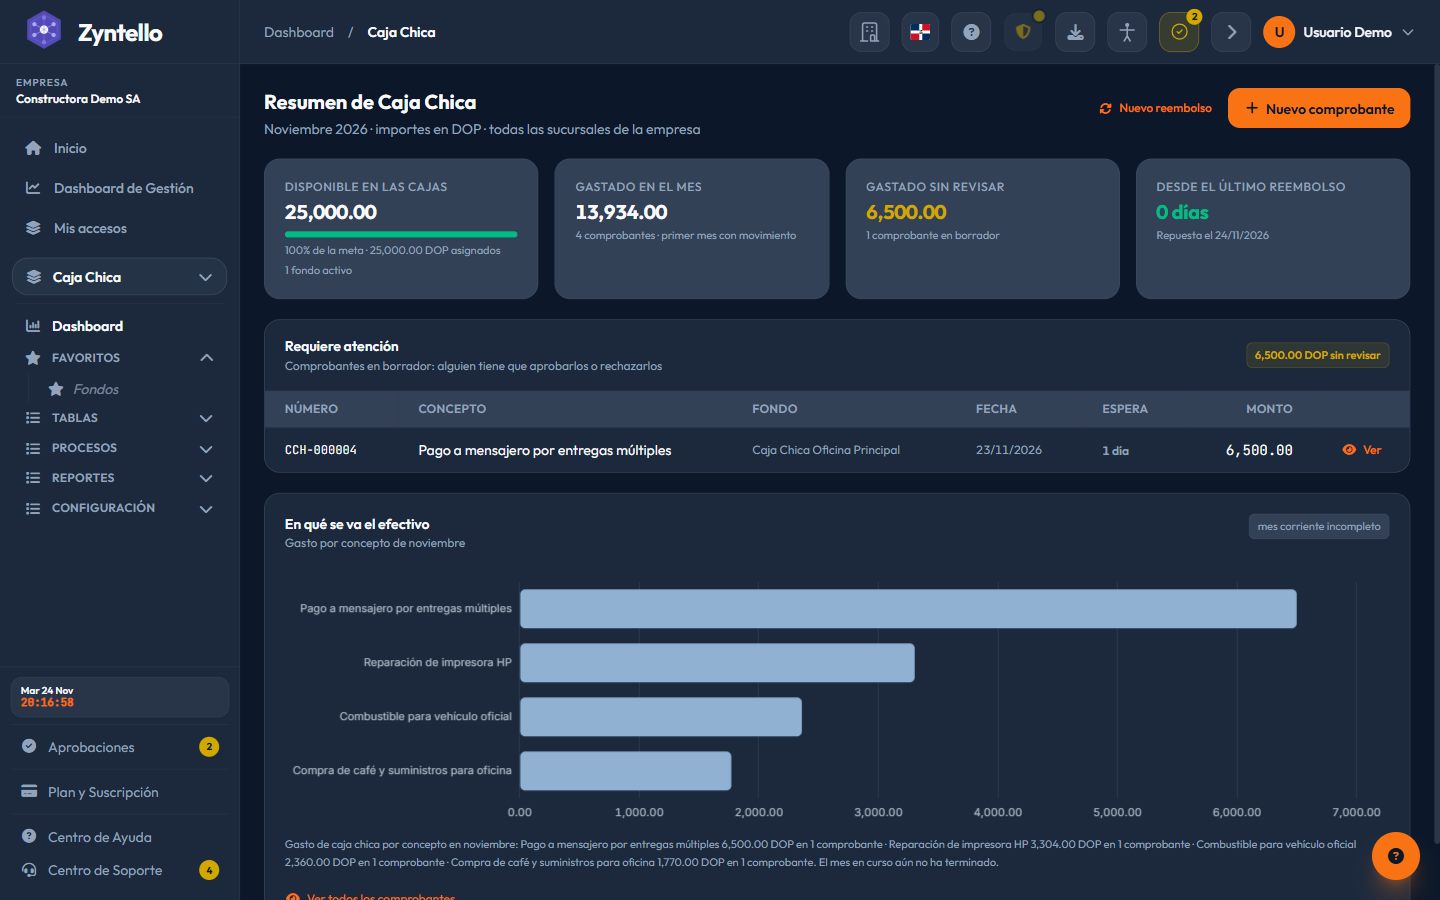 Zyntello
Dashboard / Caja Chica
2
U Usuario Demo
EMPRESA
Constructora Demo SA
Inicio
Dashboard de Gestión
Mis accesos
Caja Chica
Dashboard
FAVORITOS
Fondos
TABLAS
PROCESOS
REPORTES
CONFIGURACIÓN
Mar 24 Nov
20:16:58
Aprobaciones 2
Plan y Suscripción
Centro de Ayuda
Centro de Soporte 4
Resumen de Caja Chica
Noviembre 2026 · importes en DOP · todas las sucursales de la empresa
Nuevo reembolso
+ Nuevo comprobante
DISPONIBLE EN LAS CAJAS
25,000.00
100% de la meta · 25,000.00 DOP asignados
1 fondo activo
GASTADO EN EL MES
13,934.00
4 comprobantes · primer mes con movimiento
GASTADO SIN REVISAR
6,500.00
1 comprobante en borrador
DESDE EL ÚLTIMO REEMBOLSO
0 días
Repuesta el 24/11/2026
Requiere atención
Comprobantes en borrador: alguien tiene que aprobarlos o rechazarlos
6,500.00 DOP sin revisar
NÚMERO CONCEPTO FONDO FECHA ESPERA MONTO
CCH-000004 Pago a mensajero por entregas múltiples Caja Chica Oficina Principal 23/11/2026 1 día 6,500.00 Ver
En qué se va el efectivo
Gasto por concepto de noviembre
mes corriente incompleto
Pago a mensajero por entregas múltiples
Reparación de impresora HP
Combustible para vehículo oficial
Compra de café y suministros para oficina
0.00 1,000.00 2,000.00 3,000.00 4,000.00 5,000.00 6,000.00 7,000.00
Gasto de caja chica por concepto en noviembre: Pago a mensajero por entregas múltiples 6,500.00 DOP en 1 comprobante · Reparación de impresora HP 3,304.00 DOP en 1 comprobante · Combustible para vehículo oficial
2,360.00 DOP en 1 comprobante · Compra de café y suministros para oficina 1,770.00 DOP en 1 comprobante. El mes en curso aún no ha terminado.
Ver todos los comprobantes